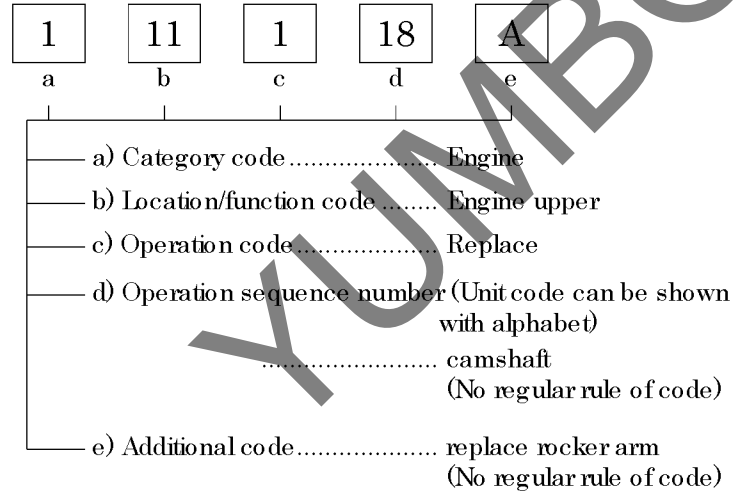 1 11 1 18 A
a b c d e
a) Category code..................... Engine
b) Location/function code ........ Engine upper
c) Operation code.................... Replace
d) Operation sequence number (Unit code can be shown
with alphabet)
......................... camshaft
(No regular rule of code)
e) Additional code.................... replace rocker arm
(No regular rule of code)